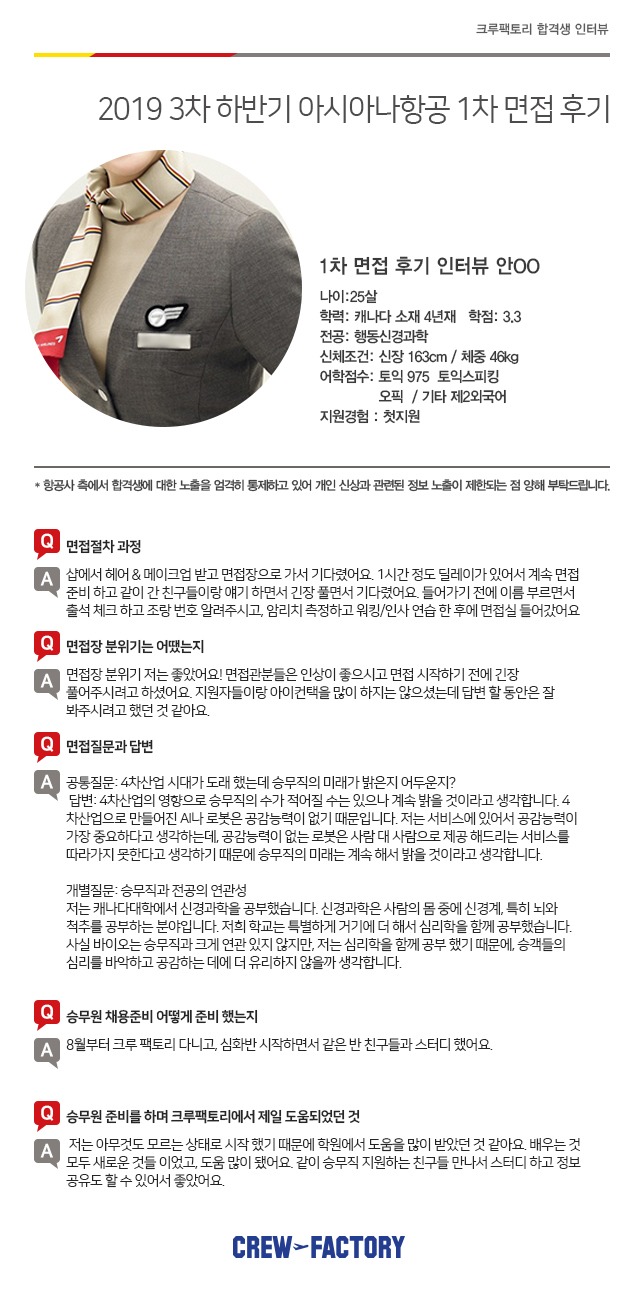 크루팩토리 합격생 인터뷰
2019 3차 하반기 아시아나항공 1차 면접 후기
1차 면접 후기 인터뷰 안OO
나이:25살
학력: 캐나다 소재 4년재 학점: 3.3
전공: 행동신경과학
신체조건: 신장 163cm / 체중 46kg
어학점수: 토익 975 토익스피킹
오픽 / 기타 제2외국어
지원경험 : 첫지원
* 항공사 측에서 합격생에 대한 노출을 엄격히 통제하고 있어 개인 신상과 관련된 정보 노출이 제한되는 점 양해 부탁드립니다.
Q 면접절차 과정
A 샵에서 헤어 & 메이크업 받고 면접장으로 가서 기다렸어요. 1시간 정도 딜레이가 있어서 계속 면접
준비 하고 같이 간 친구들이랑 얘기 하면서 긴장 풀면서 기다렸어요. 들어가기 전에 이름 부르면서
출석 체크 하고 조랑 번호 알려주시고, 암리치 측정하고 워킹/인사 연습 한 후에 면접실 들어갔어요
Q 면접장 분위기는 어땠는지
A 면접장 분위기 저는 좋았어요! 면접관분들은 인상이 좋으시고 면접 시작하기 전에 긴장
풀어주시려고 하셨어요. 지원자들이랑 아이컨택을 많이 하지는 않으셨는데 답변 할 동안은 잘
봐주시려고 했던 것 같아요.
Q 면접질문과 답변
A 공통질문: 4차산업 시대가 도래 했는데 승무직의 미래가 밝은지 어두운지?
답변: 4차산업의 영향으로 승무직의 수가 적어질 수는 있으나 계속 밝을 것이라고 생각합니다. 4
차산업으로 만들어진 AI나 로봇은 공감능력이 없기 때문입니다. 저는 서비스에 있어서 공감능력이
가장 중요하다고 생각하는데, 공감능력이 없는 로봇은 사람 대 사람으로 제공 해드리는 서비스를
따라가지 못한다고 생각하기 때문에 승무직의 미래는 계속 해서 밝을 것이라고 생각합니다.
개별질문: 승무직과 전공의 연관성
저는 캐나다대학에서 신경과학을 공부했습니다. 신경과학은 사람의 몸 중에 신경계, 특히 뇌와
척추를 공부하는 분야입니다. 저희 학교는 특별하게 거기에 더 해서 심리학을 함께 공부했습니다.
사실 바이오는 승무직과 크게 연관 있지 않지만, 저는 심리학을 함께 공부 했기 때문에, 승객들의
심리를 바악하고 공감하는 데에 더 유리하지 않을까 생각합니다.
Q 승무원 채용준비 어떻게 준비 했는지
A 8월부터 크루 팩토리 다니고, 심화반 시작하면서 같은 반 친구들과 스터디 했어요.
Q 승무원 준비를 하며 크루팩토리에서 제일 도움되었던 것
A 저는 아무것도 모르는 상태로 시작 했기 때문에 학원에서 도움을 많이 받았던 것 같아요. 배우는 것
모두 새로운 것들 이었고, 도움 많이 됐어요. 같이 승무직 지원하는 친구들 만나서 스터디 하고 정보
공유도 할 수 있어서 좋았어요.
CREW FACTORY